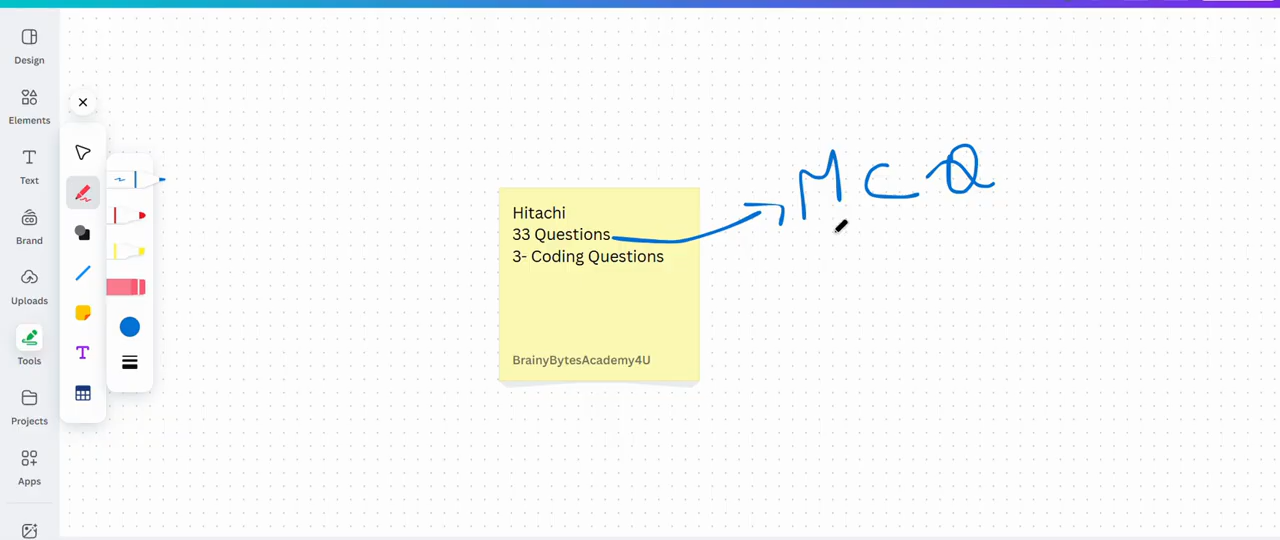 Design
Elements
Text
Brand
Uploads
Tools
Projects
Apps
Hitachi
33 Questions
3- Coding Questions
BrainyBytesAcademy4U
MCQ